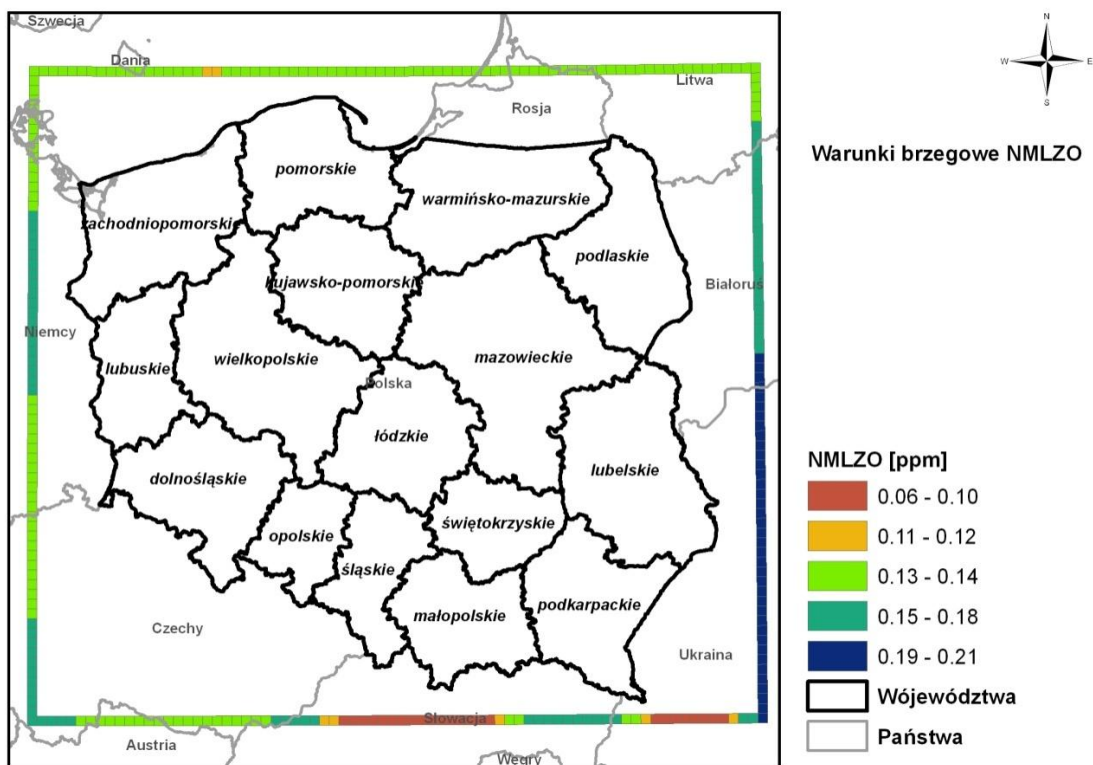 Szwecja
Dania
Litwa
Rosja
pomorskie
warmińsko-mazurskie
zachodniopomorskie
podlaskie
kujawsko-pomorskie
Białoruś
Niemcy
wielkopolskie
mazowieckie
lubuskie
Polska
łódzkie
lubelskie
dolnośląskie
świętokrzyskie
opolskie
śląskie
podkarpackie
małopolskie
Czechy
Ukraina
Słowacja
Austria
Węgry
N
W
E
S
Warunki brzegowe NMLZO
NMLZO [ppm]
0.06 - 0.10
0.11 - 0.12
0.13 - 0.14
0.15 - 0.18
0.19 - 0.21
Wójewództwa
Państwa